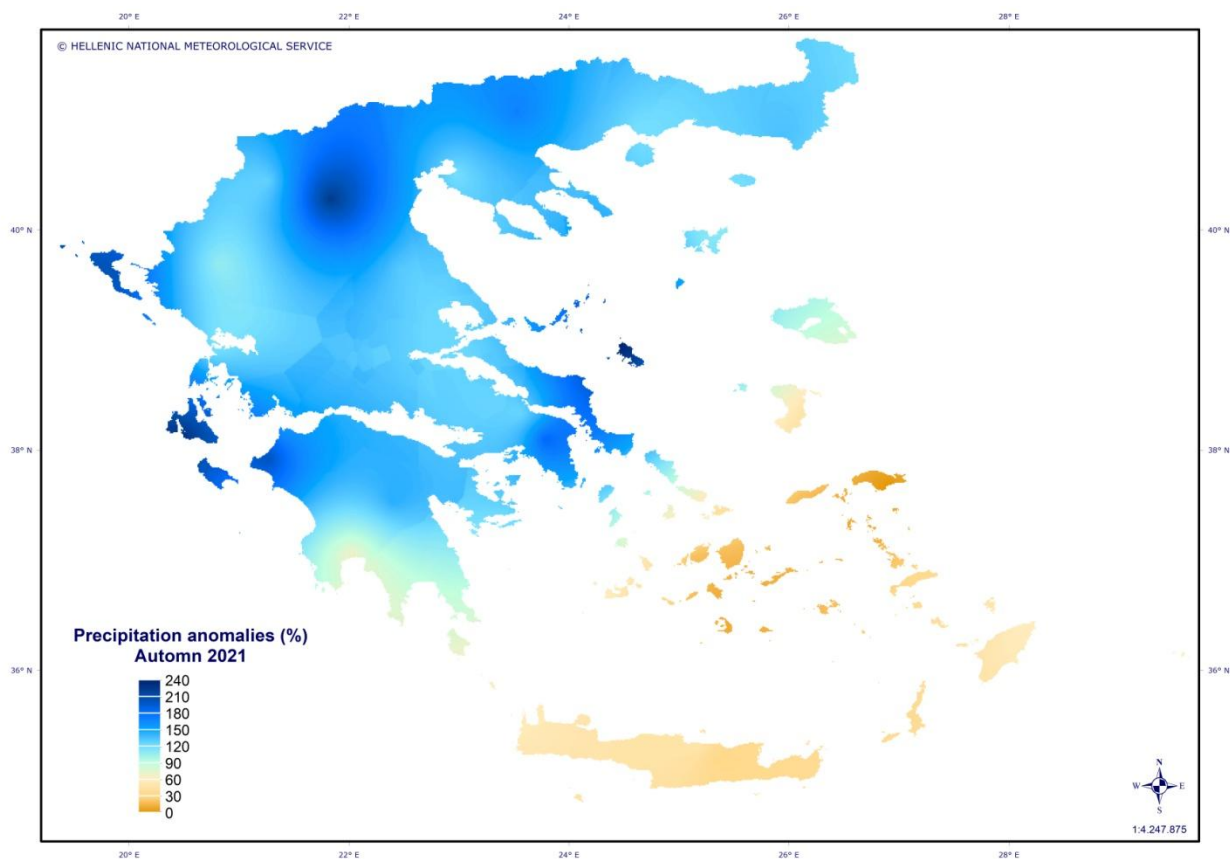 20° E 22° E 24° E 26° E 28° E
© HELLENIC NATIONAL METEOROLOGICAL SERVICE
40° N 40° N
38° N 38° N
36° N 36° N
Precipitation anomalies (%)
Automn 2021
240
210
180
150
120
90
60
30
0
N
W E
S
1:4.247.875
20° E 22° E 24° E 26° E 28° E